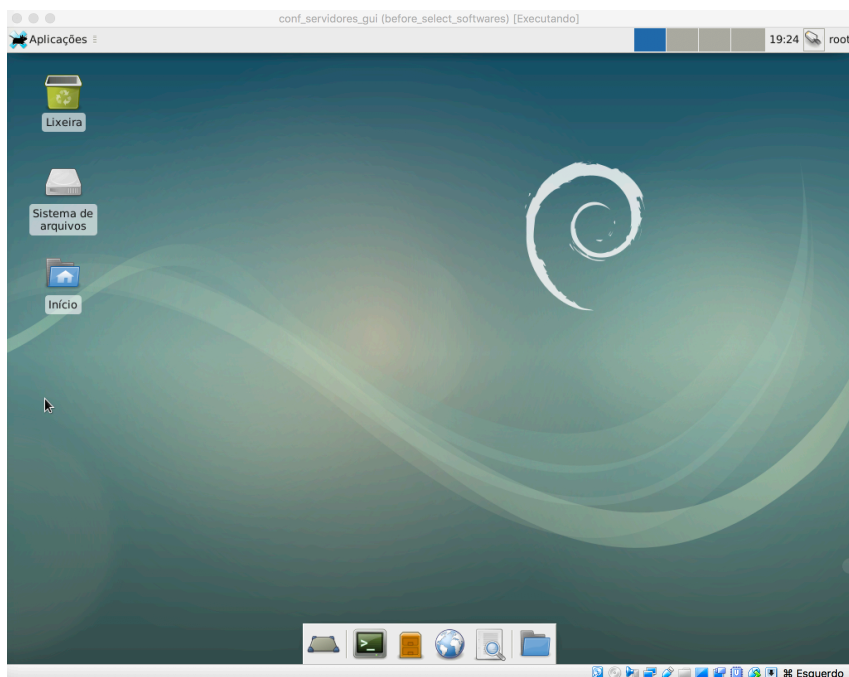 conf_servidores_gui (before_select_softwares) [Executando]
Aplicações
19:24
root
Lixeira
Sistema de
arquivos
Início
>_
⌘ Esquerdo